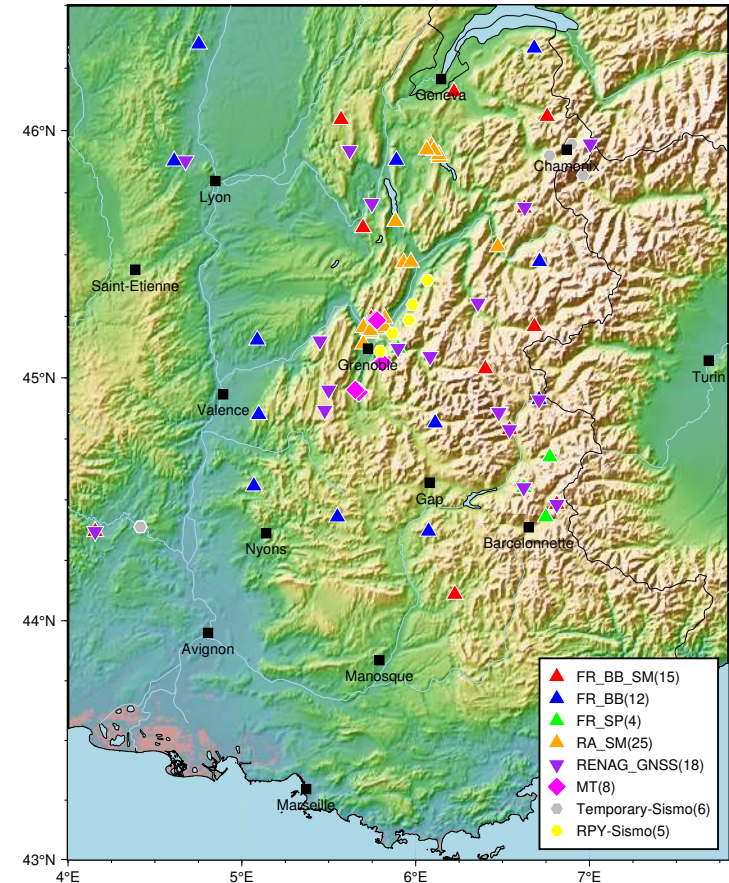 Geneva
46°N
Chamonix
Lyon
Saint-Etienne
45°N
Grenoble
Turin
Valence
Gap
Nyons
Barcelonnette
44°N
Avignon
Manosque
FR_BB_SM(15)
FR_BB(12)
FR_SP(4)
RA_SM(25)
RENAG_GNSS(18)
MT(8)
Temporary-Sismo(6)
RPY-Sismo(5)
Marseille
43°N
4°E 5°E 6°E 7°E